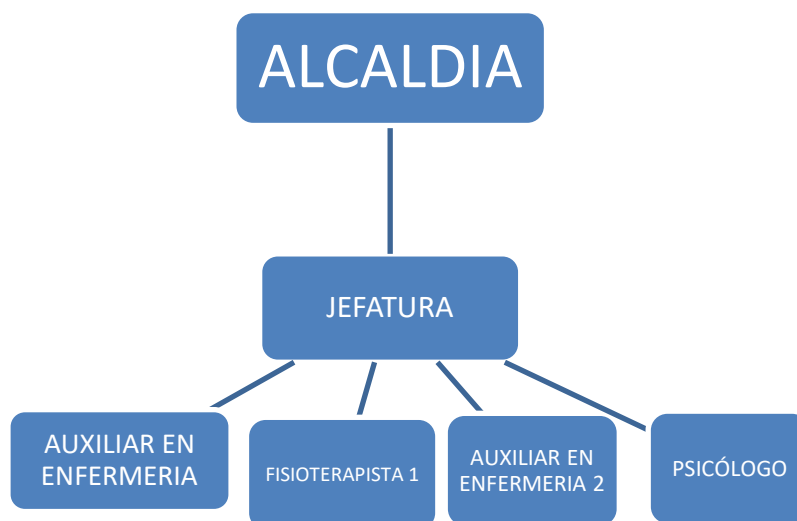 ALCALDIA
JEFATURA
AUXILIAR EN
ENFERMERIA
FISIOTERAPISTA 1
AUXILIAR EN
ENFERMERIA 2
PSICÓLOGO